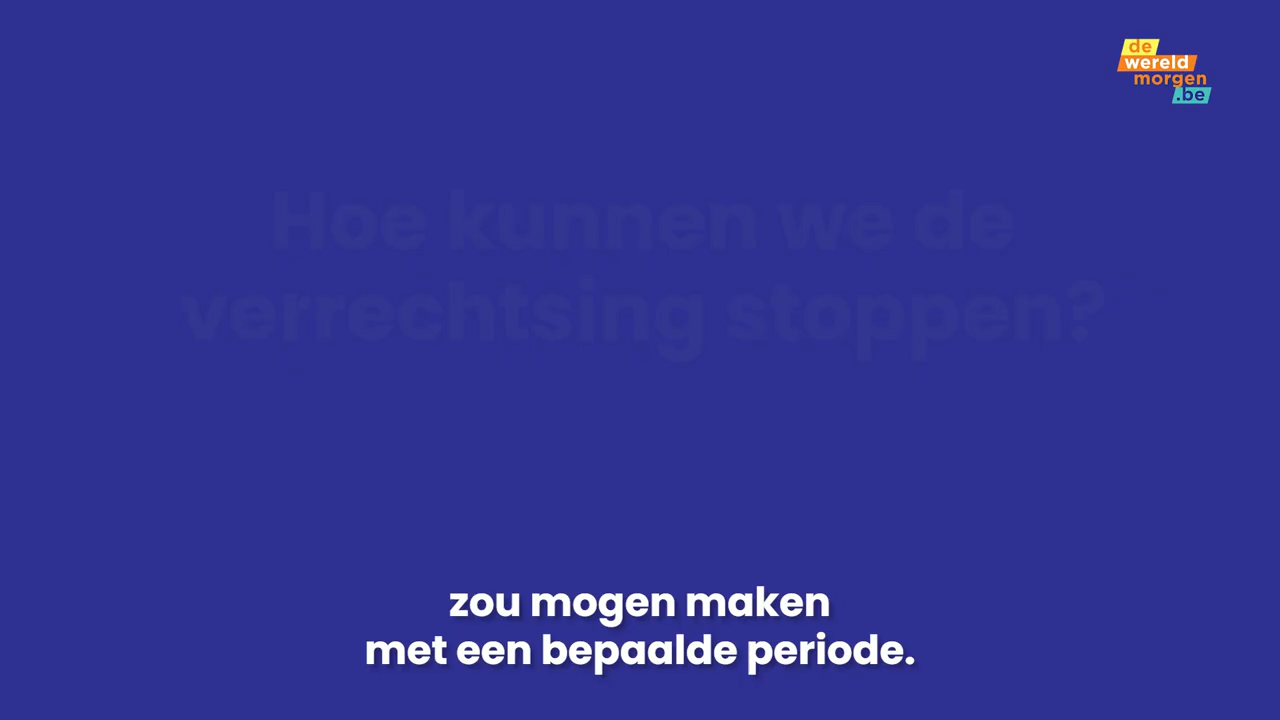 de
wereld
morgen
.be
Hoe kunnen we de
verrechtsing stoppen?
zou mogen maken
met een bepaalde periode.